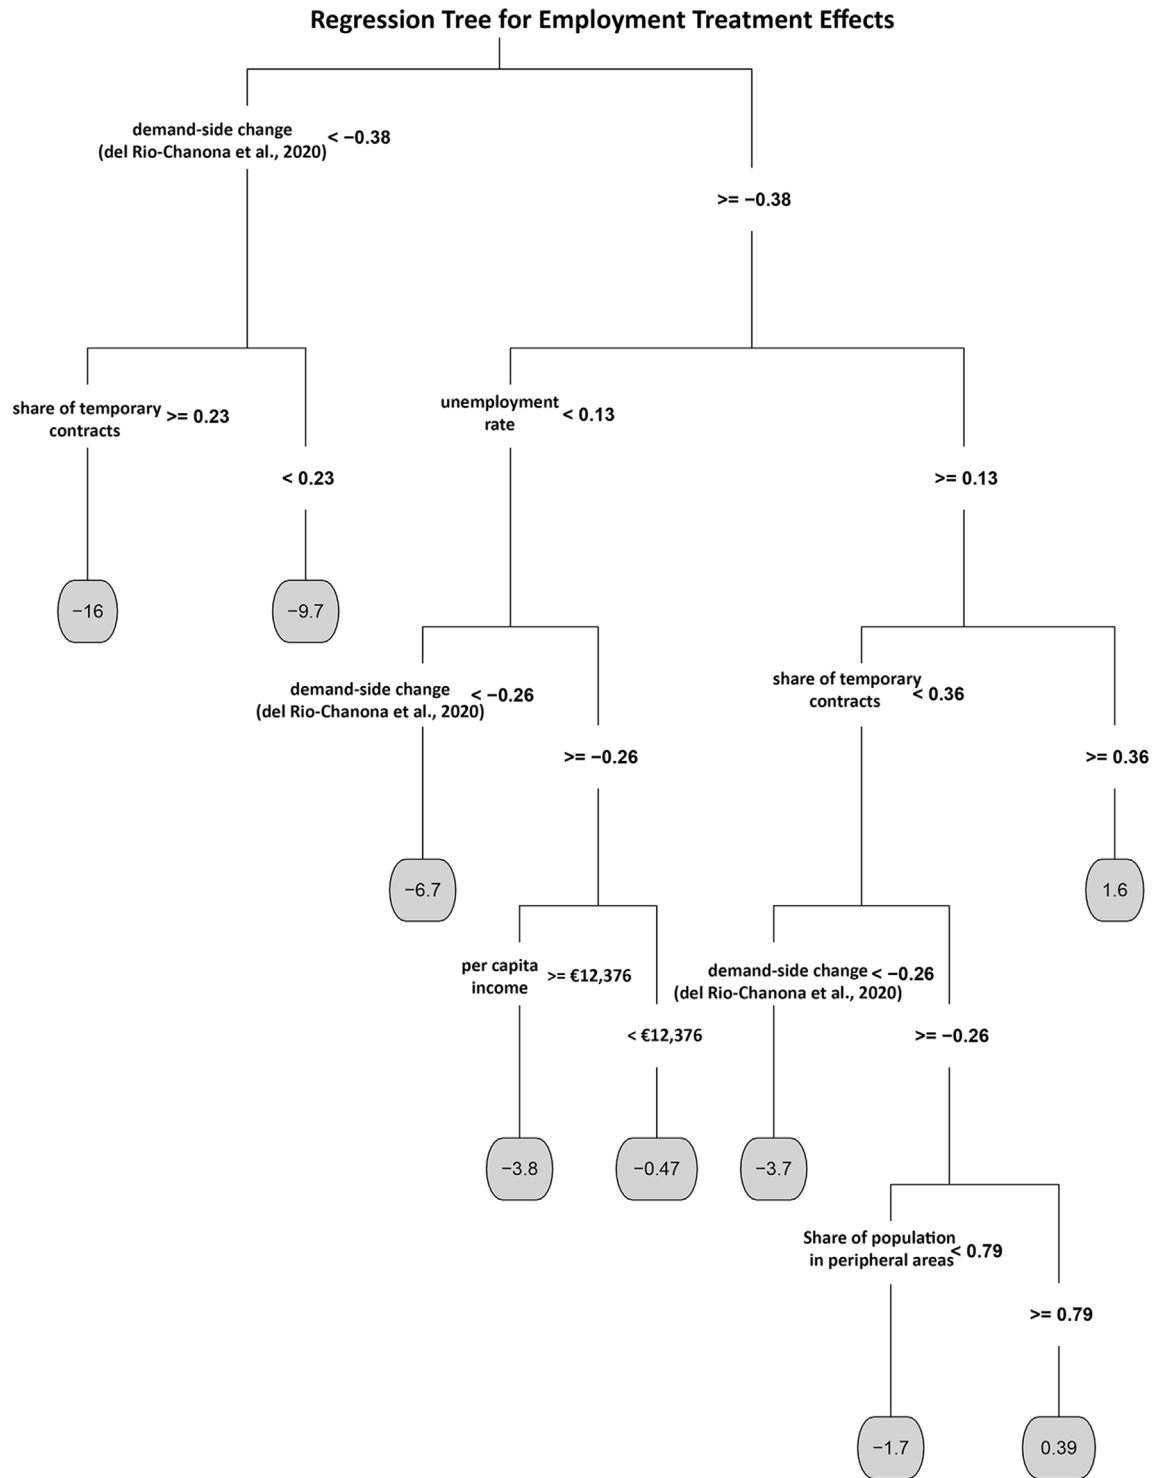 Regression Tree for Employment Treatment Effects
demand-side change
(del Rio-Chanona et al., 2020)
< −0.38
>= −0.38
share of temporary
contracts
>= 0.23
< 0.23
unemployment
rate
< 0.13
>= 0.13
−16
−9.7
demand-side change
(del Rio-Chanona et al., 2020)
< −0.26
>= −0.26
share of temporary
contracts
< 0.36
>= 0.36
−6.7
1.6
per capita
income
>= €12,376
< €12,376
demand-side change
(del Rio-Chanona et al., 2020)
< −0.26
>= −0.26
−3.8
−0.47
−3.7
Share of population
in peripheral areas
< 0.79
>= 0.79
−1.7
0.39